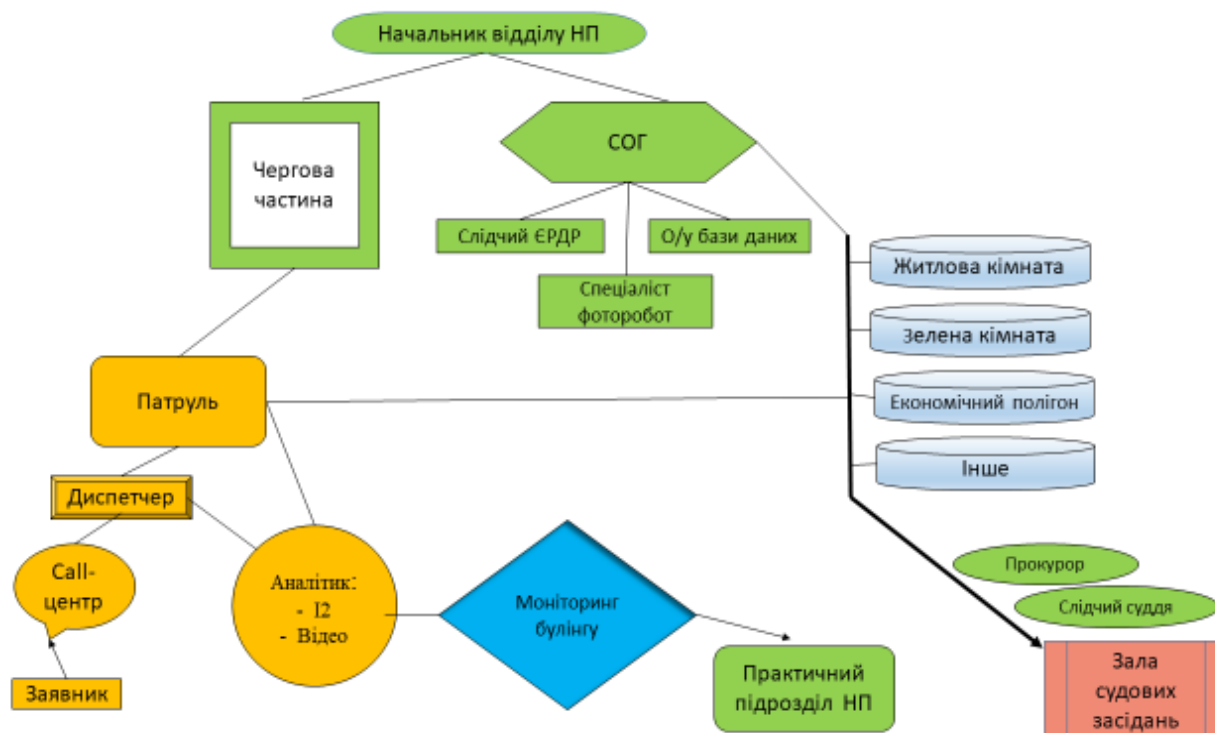 Начальник відділу НП
Чергова
частина
СОГ
Слідчий ЄРДР
О/у бази даних
Спеціаліст
фоторобот
Житлова кімната
Зелена кімната
Економічний полігон
Інше
Патруль
Диспетчер
Call-
центр
Заявник
Аналітик:
- І2
- Відео
Моніторинг
булінгу
Практичний
підрозділ НП
Прокурор
Слідчий суддя
Зала
судових
засідань